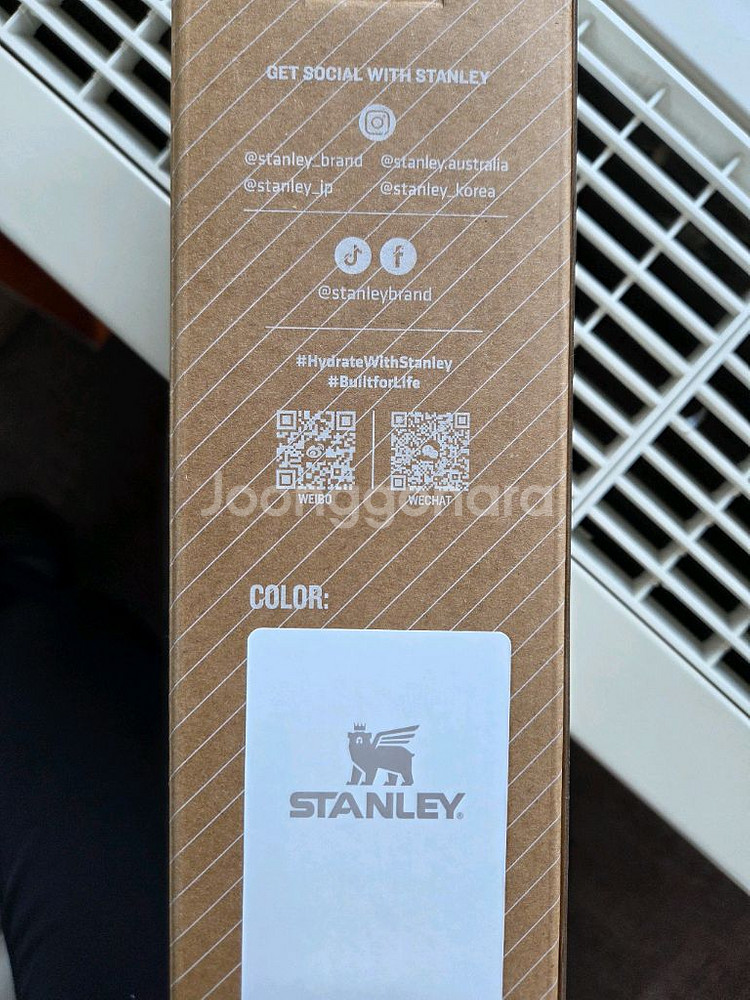 GET SOCIAL WITH STANLEY
@stanley_brand @stanley.australia
@stanley_jp @stanley_korea
@stanleybrand
#HydrateWithStanley
#BuiltforLife
WEIBO WECHAT
Joonggonara
COLOR:
STANLEY®